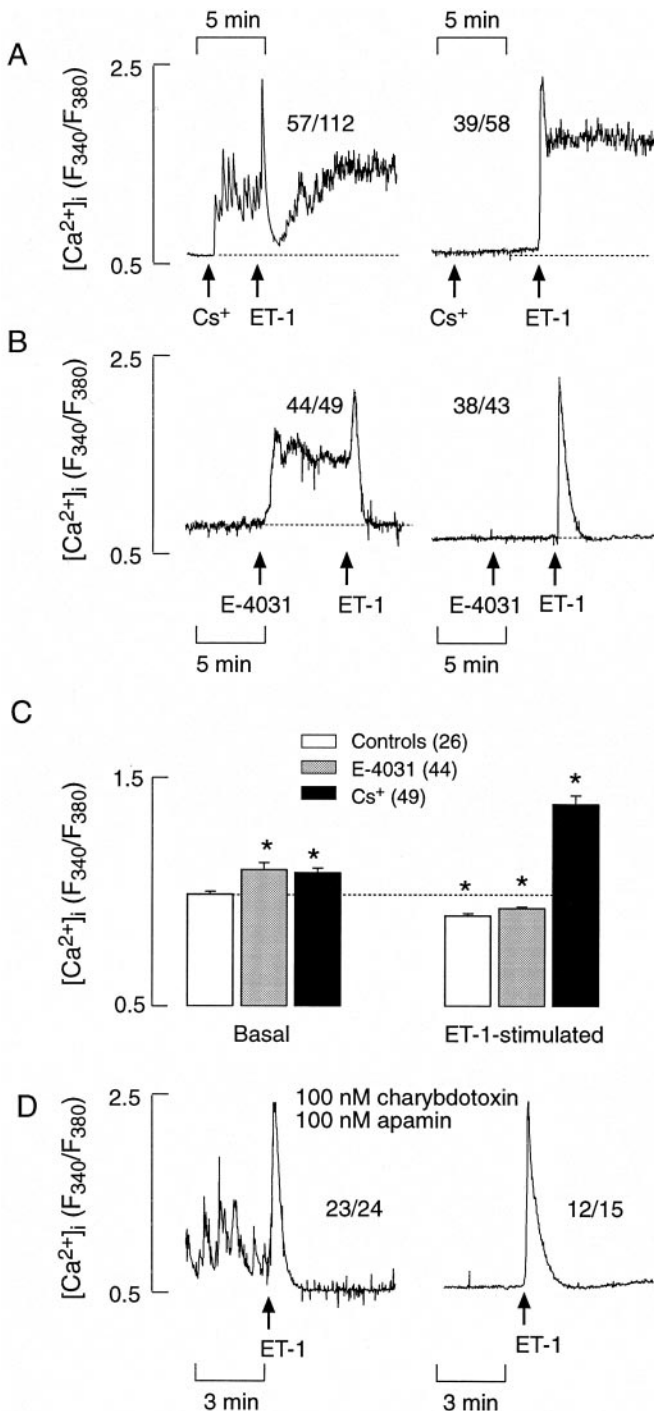 5 min 5 min
A
2.5
57/112 39/58
[Ca2+]i (F340/F380)
0.5
Cs+ ET-1 Cs+ ET-1
B
2.5
44/49 38/43
[Ca2+]i (F340/F380)
0.5
E-4031 ET-1 E-4031 ET-1
5 min 5 min
C
Controls (26)
E-4031 (44)
Cs+ (49)
1.5
*
* *
* *
[Ca2+]i (F340/F380)
0.5
Basal ET-1-stimulated
D
2.5
100 nM charybdotoxin
100 nM apamin
23/24 12/15
[Ca2+]i (F340/F380)
0.5
ET-1 ET-1
3 min 3 min